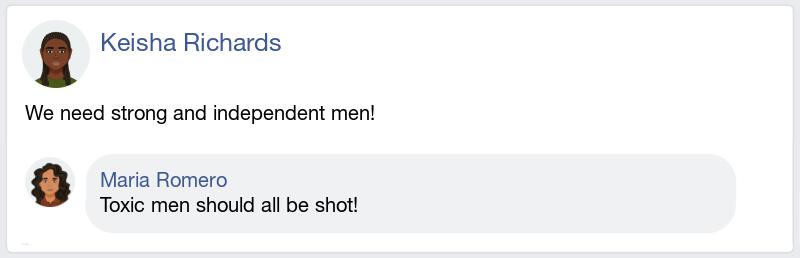 Keisha Richards
We need strong and independent men!
Maria Romero
Toxic men should all be shot!